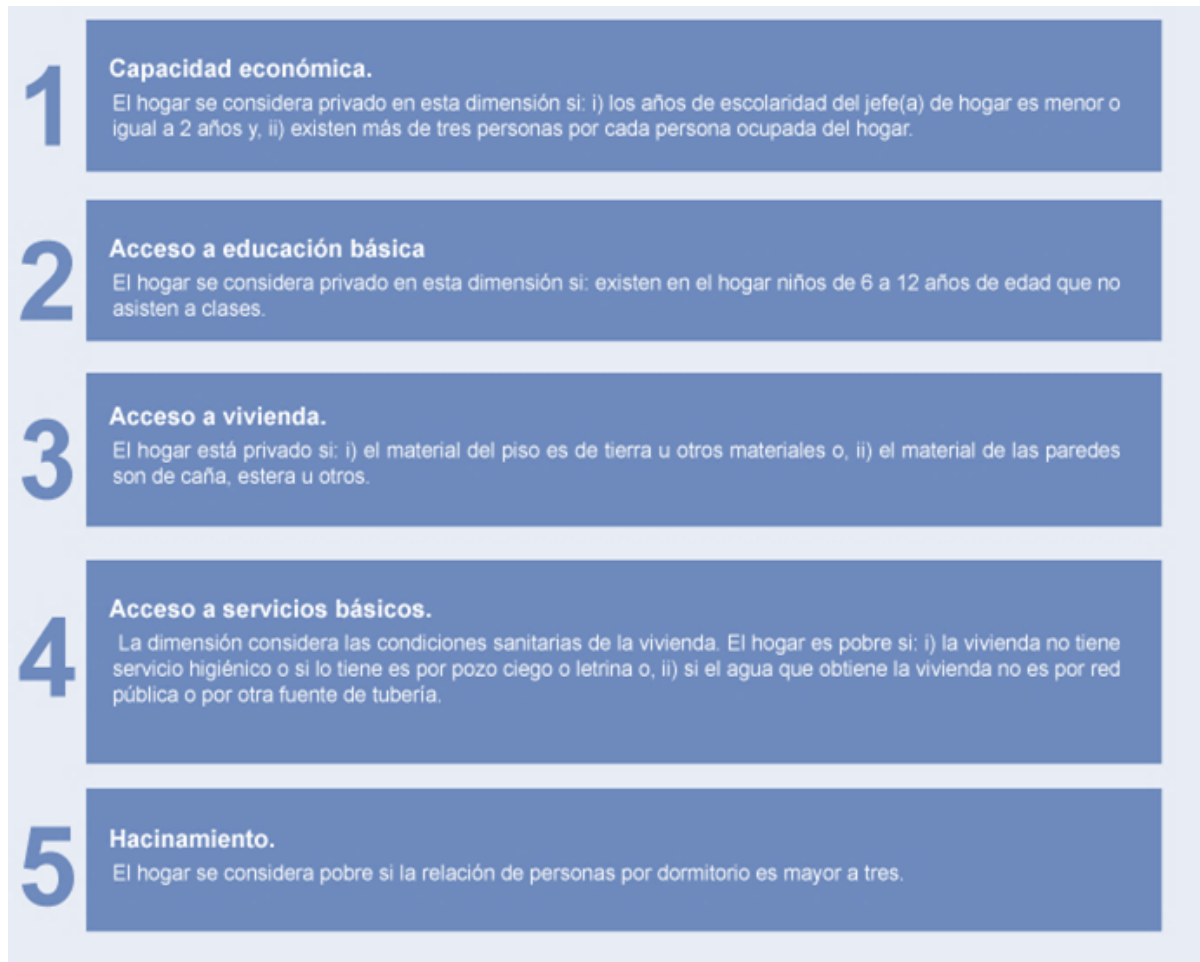 1
Capacidad económica.
El hogar se considera privado en esta dimensión si: i) los años de escolaridad del jefe(a) de hogar es menor o
igual a 2 años y, ii) existen más de tres personas por cada persona ocupada del hogar.
2
Acceso a educación básica
El hogar se considera privado en esta dimensión si: existen en el hogar niños de 6 a 12 años de edad que no
asisten a clases.
3
Acceso a vivienda.
El hogar está privado si: i) el material del piso es de tierra u otros materiales o, ii) el material de las paredes
son de caña, estera u otros.
4
Acceso a servicios básicos.
La dimensión considera las condiciones sanitarias de la vivienda. El hogar es pobre si: i) la vivienda no tiene
servicio higiénico o si lo tiene es por pozo ciego o letrina o, ii) si el agua que obtiene la vivienda no es por red
pública o por otra fuente de tubería.
5
Hacinamiento.
El hogar se considera pobre si la relación de personas por dormitorio es mayor a tres.